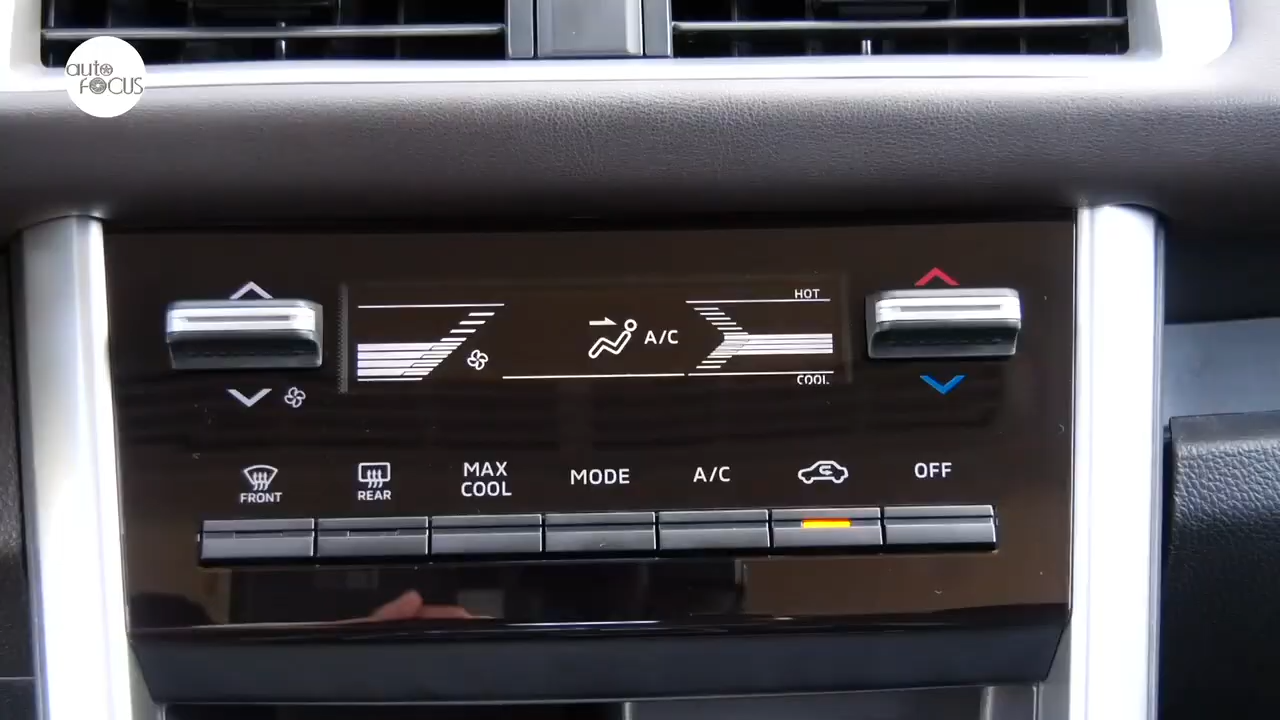 auto
FOCUS
HOT
A/C
COOL
FRONT
REAR
MAX
COOL
MODE
A/C
OFF